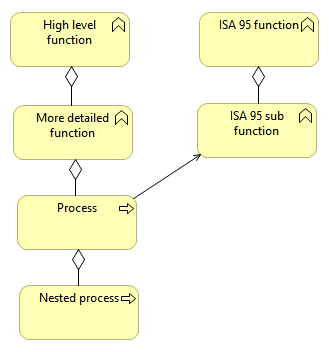 High level
function
ISA 95 function
More detailed
function
ISA 95 sub
function
Process
Nested process